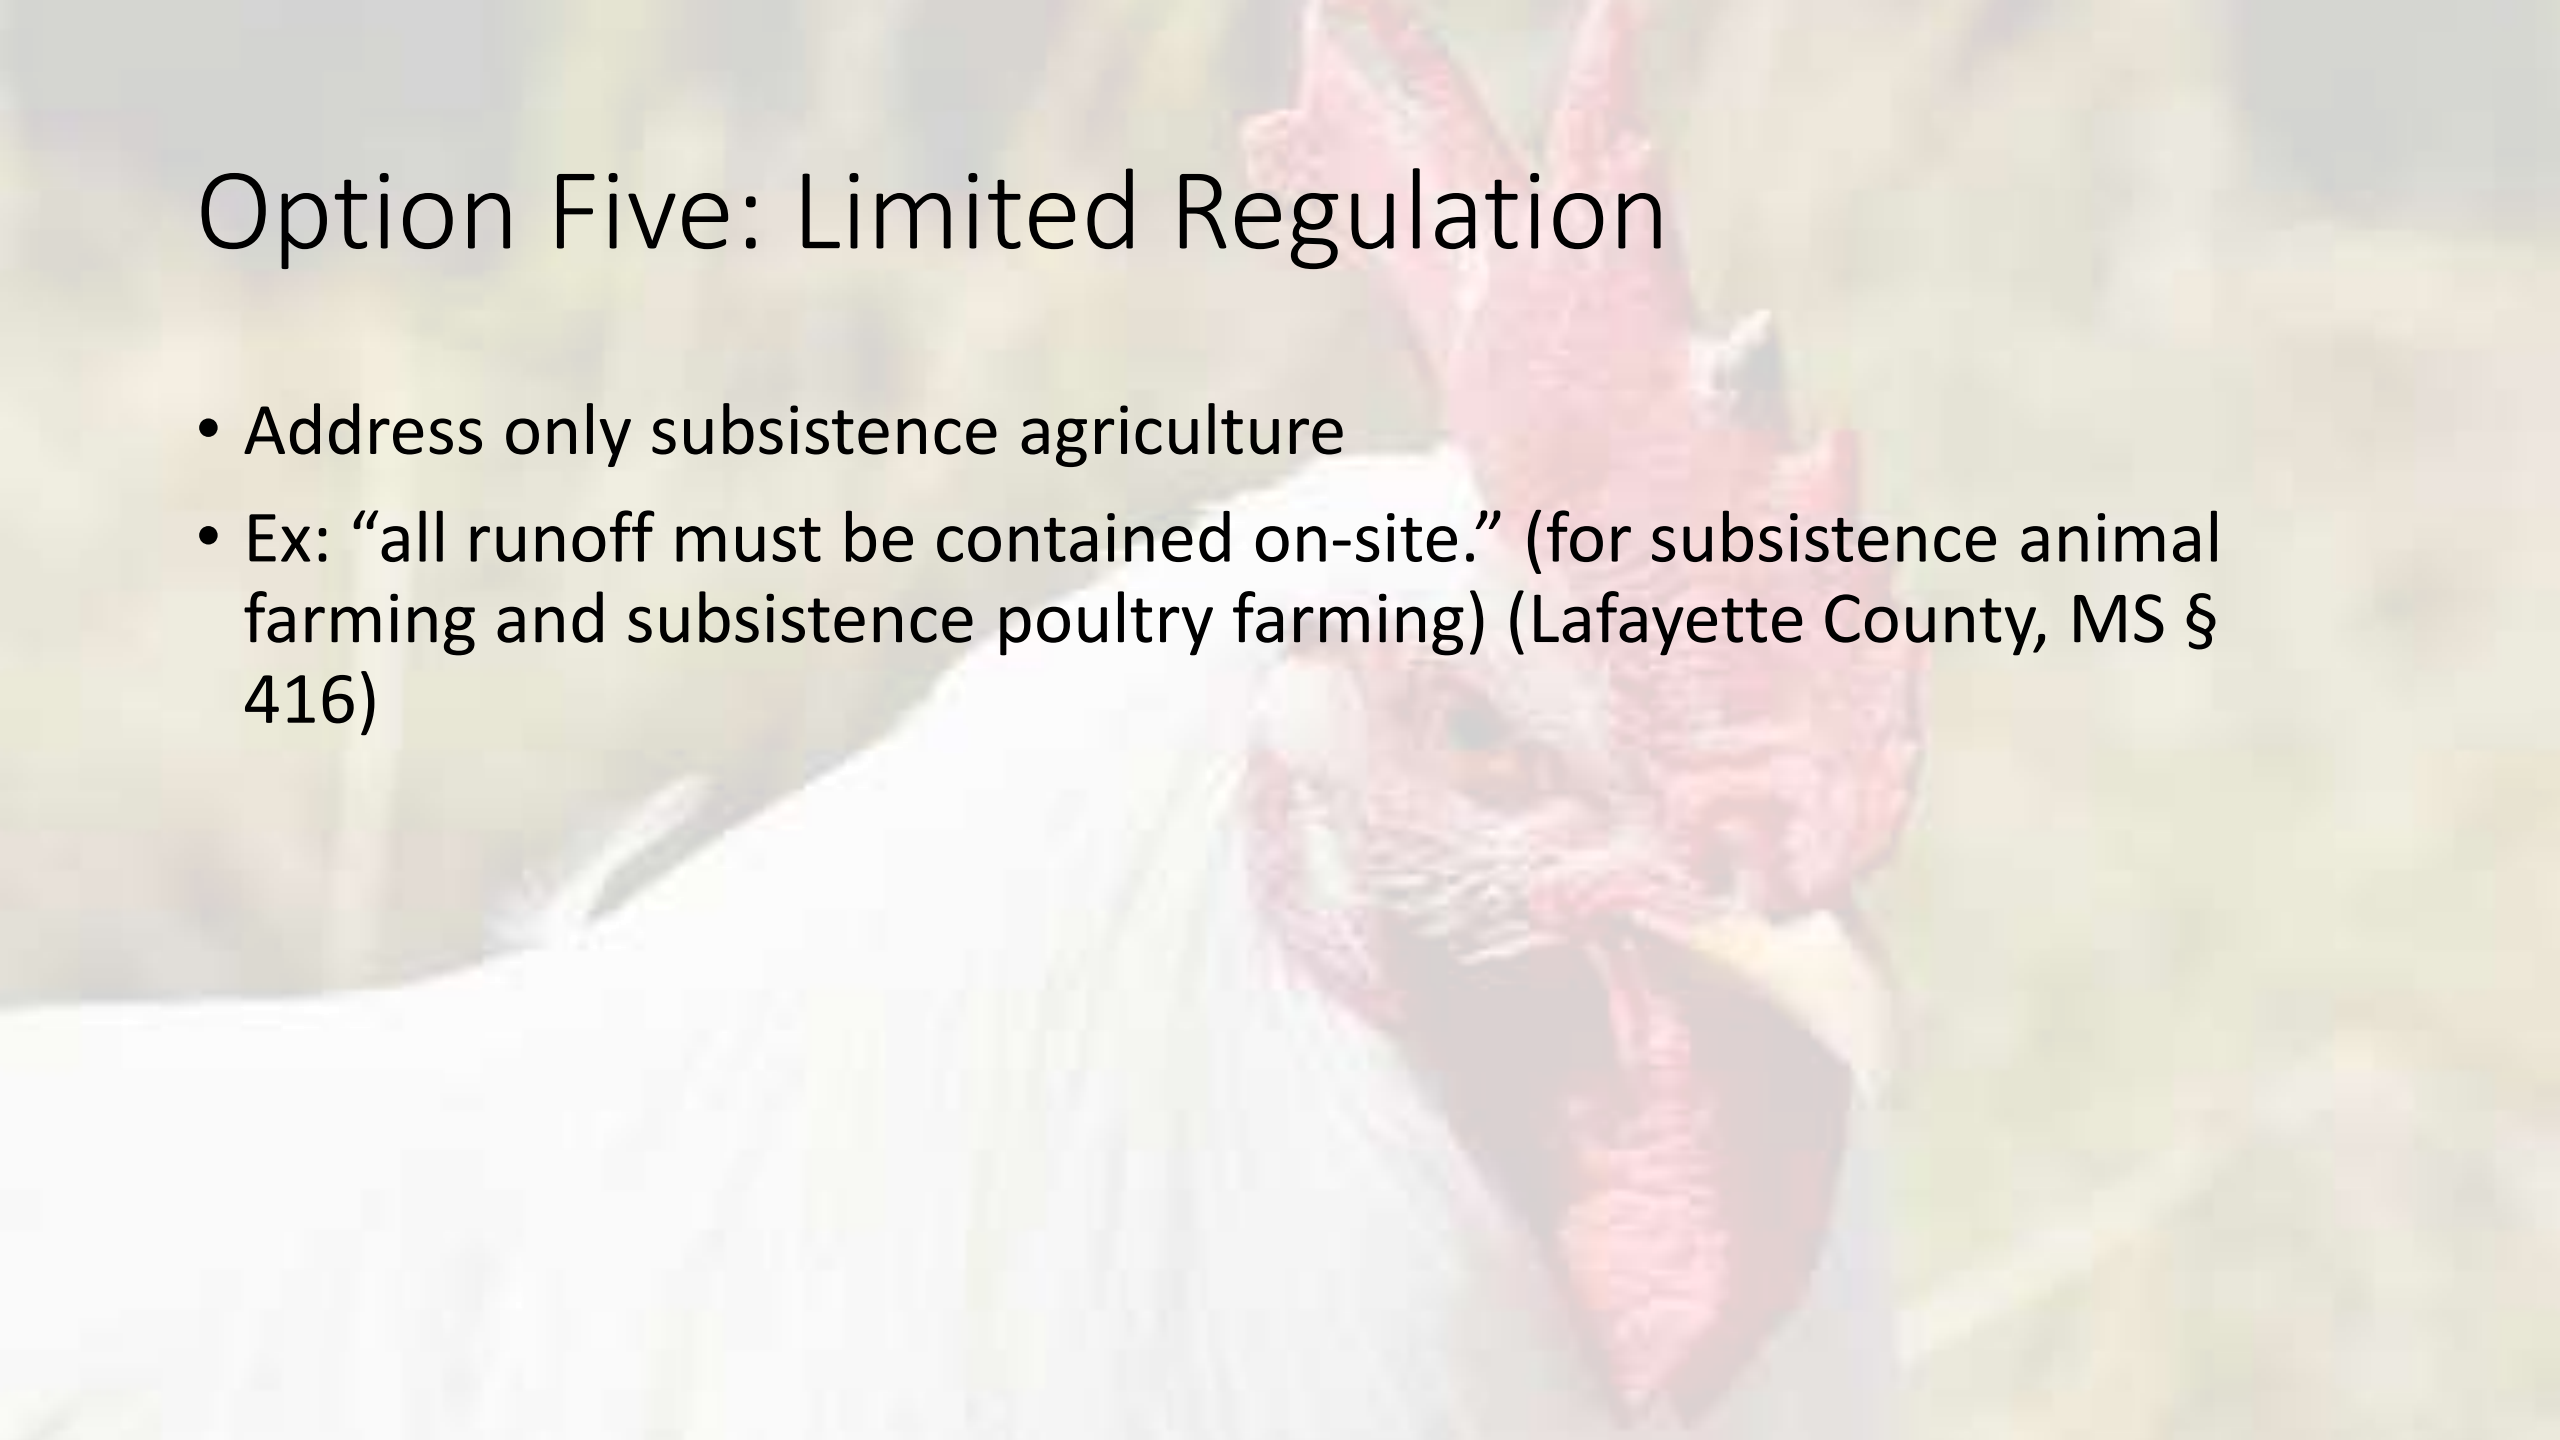 Option Five: Limited Regulation
• Address only subsistence agriculture
• Ex: “all runoff must be contained on-site.” (for subsistence animal
farming and subsistence poultry farming) (Lafayette County, MS §
416)